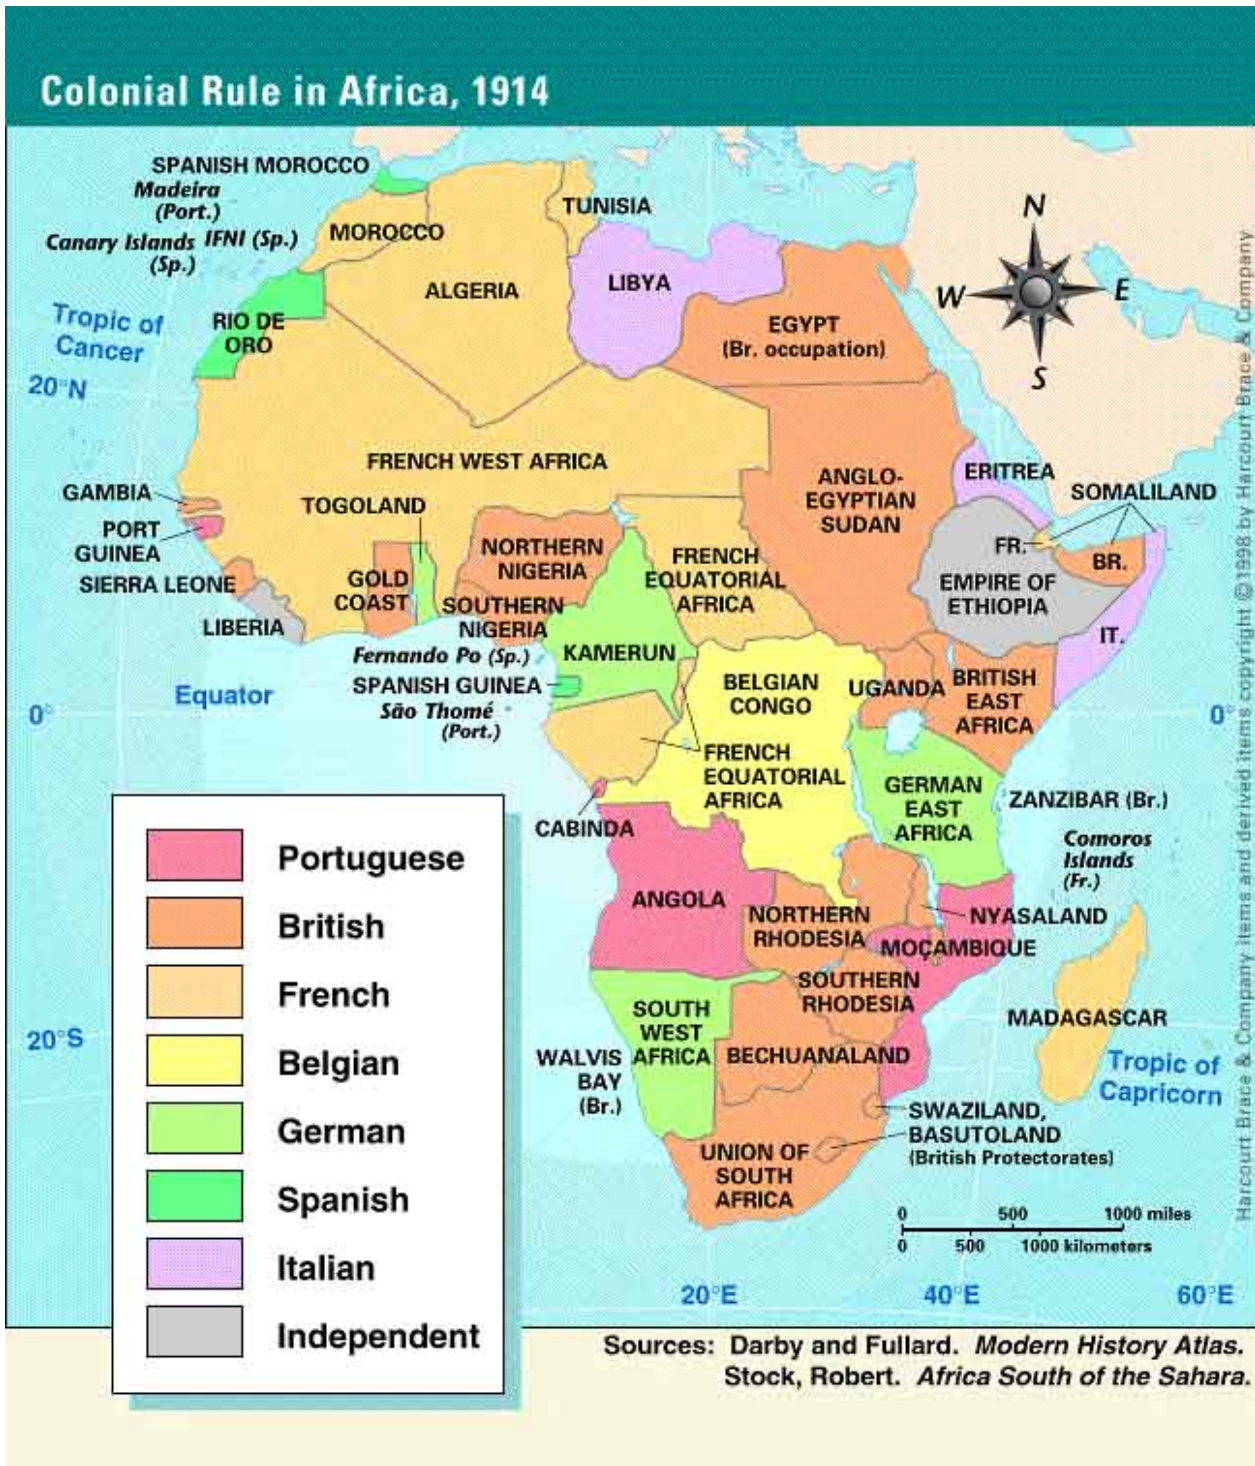 Colonial Rule in Africa, 1914
SPANISH MOROCCO
Madeira
(Port.)
Canary Islands
(Sp.)
IFNI (Sp.)
MOROCCO
TUNISIA
ALGERIA
LIBYA
EGYPT
(Br. occupation)
RIO DE
ORO
Tropic of
Cancer
20°N
N
W
E
S
FRENCH WEST AFRICA
GAMBIA
PORT
GUINEA
SIERRA LEONE
LIBERIA
TOGOLAND
GOLD
COAST
NORTHERN
NIGERIA
SOUTHERN
NIGERIA
FRENCH
EQUATORIAL
AFRICA
ANGLO-
EGYPTIAN
SUDAN
ERITREA
SOMALILAND
FR.
BR.
IT.
EMPIRE OF
ETHIOPIA
Fernando Po (Sp.)
SPANISH GUINEA
São Thomé
(Port.)
KAMERUN
Equator
0°
0°
BELGIAN
CONGO
UGANDA
BRITISH
EAST
AFRICA
FRENCH
EQUATORIAL
AFRICA
GERMAN
EAST
AFRICA
ZANZIBAR (Br.)
Comoros
Islands
(Fr.)
CABINDA
ANGOLA
NORTHERN
RHODESIA
NYASALAND
MOÇAMBIQUE
SOUTHERN
RHODESIA
MADAGASCAR
SOUTH
WEST
AFRICA
WALVIS
BAY
(Br.)
BECHUANALAND
20°S
Tropic of
Capricorn
SWAZILAND,
BASUTOLAND
(British Protectorates)
UNION OF
SOUTH
AFRICA
0 500 1000 miles
0 500 1000 kilometers
20°E
40°E
60°E
Portuguese
British
French
Belgian
German
Spanish
Italian
Independent
Harcourt Brace & Company items and derived items copyright ©1998 by Harcourt Brace & Company
Sources: Darby and Fullard. Modern History Atlas.
Stock, Robert. Africa South of the Sahara.